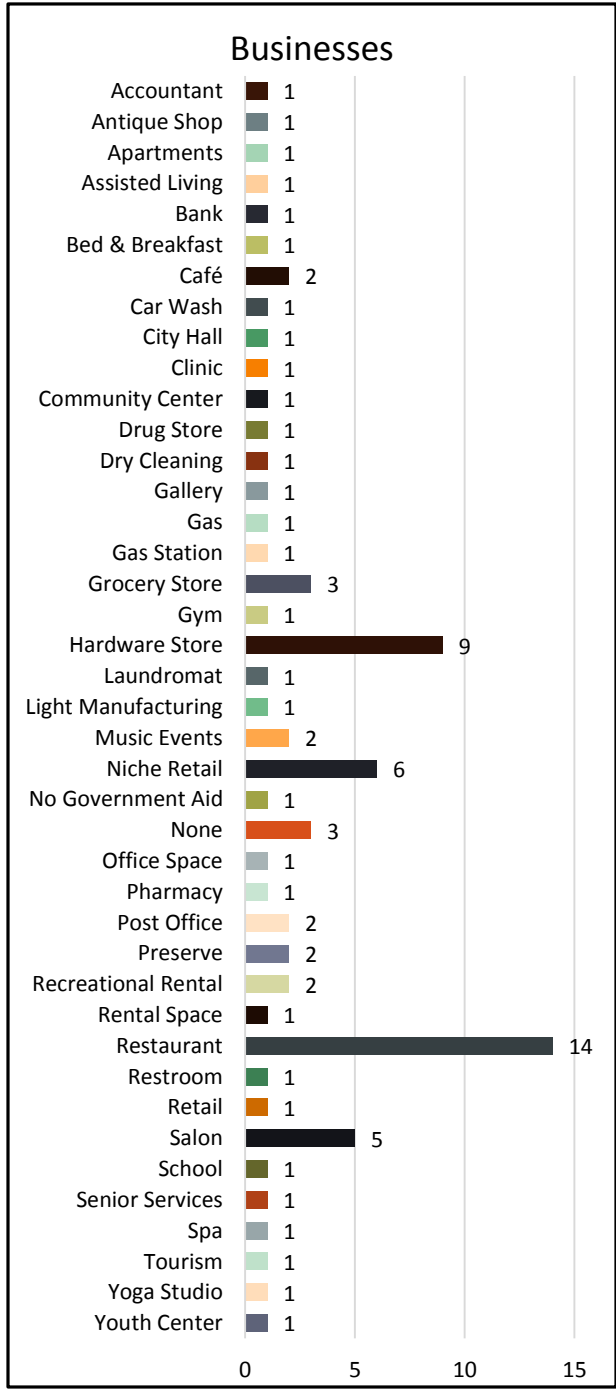 Businesses
Accountant 1
Antique Shop 1
Apartments 1
Assisted Living 1
Bank 1
Bed & Breakfast 1
Café 2
Car Wash 1
City Hall 1
Clinic 1
Community Center 1
Drug Store 1
Dry Cleaning 1
Gallery 1
Gas 1
Gas Station 1
Grocery Store 3
Gym 1
Hardware Store 9
Laundromat 1
Light Manufacturing 1
Music Events 2
Niche Retail 6
No Government Aid 1
None 3
Office Space 1
Pharmacy 1
Post Office 2
Preserve 2
Recreational Rental 2
Rental Space 1
Restaurant 14
Restroom 1
Retail 1
Salon 5
School 1
Senior Services 1
Spa 1
Tourism 1
Yoga Studio 1
Youth Center 1
0 5 10 15